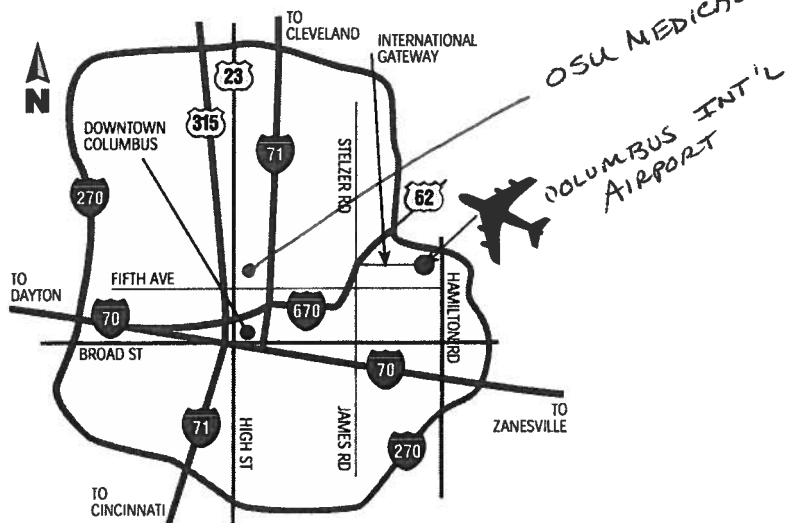 TO
CLEVELAND
INTERNATIONAL
GATEWAY
OSU MEDICAL
N
23
315
DOWNTOWN
COLUMBUS
71
STELZER RD
COLUMBUS INT'L
AIRPORT
270
62
TO
DAYTON
FIFTH AVE
70
670
HAMILTON RD
BROAD ST
70
TO
ZANESVILLE
71
HIGH ST
JAMES RD
270
TO
CINCINNATI